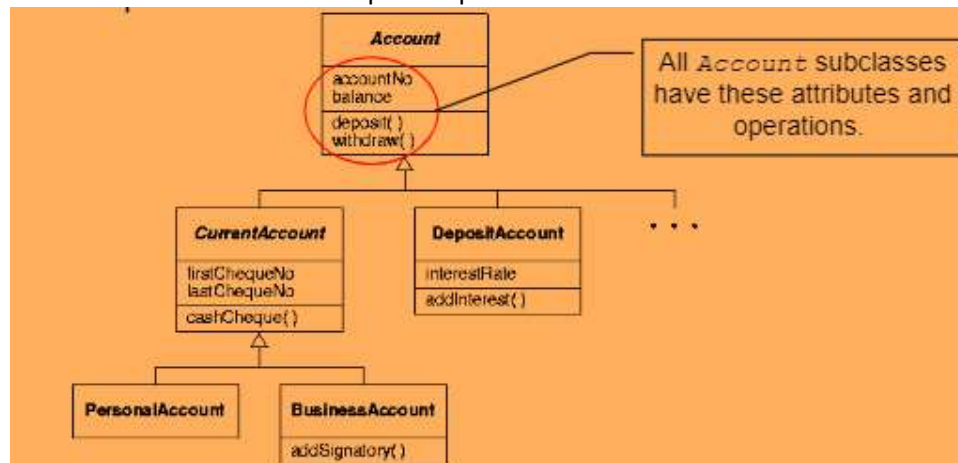 Account
accountNo
balance
deposit( )
withdraw( )
All Account subclasses
have these attributes and
operations.
CurrentAccount
firstChequeNo
lastChequeNo
cashCheque( )
DepositAccount
interestRate
addInterest( )
. . .
PersonalAccount
BusinessAccount
addSignatory( )